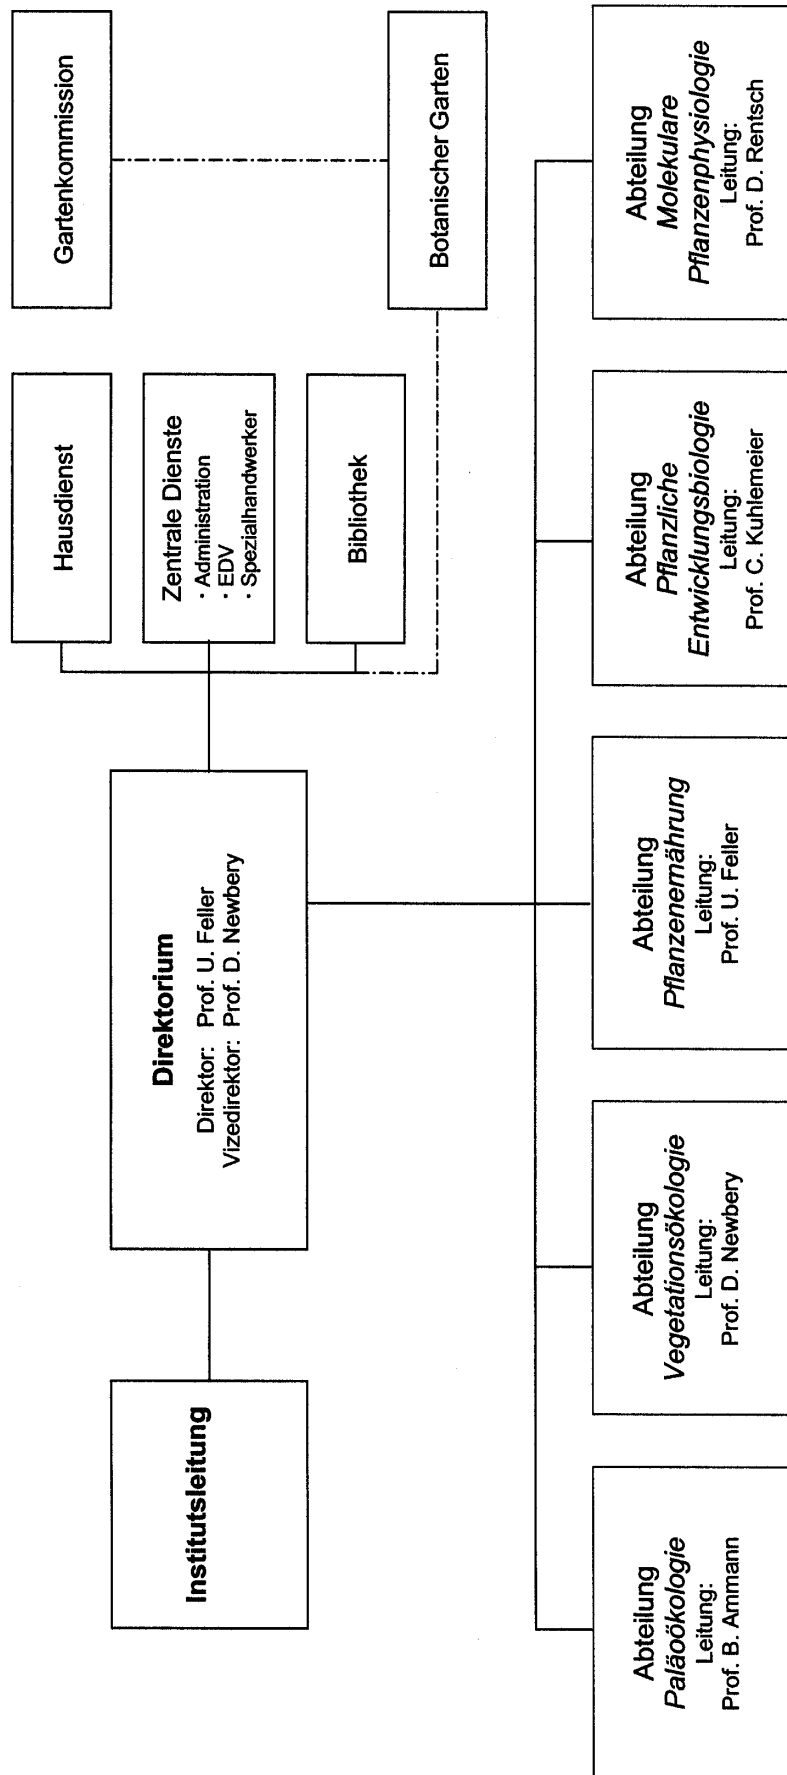 Institutsleitung
Direktorium
Direktor: Prof. U. Feller
Vizedirektor: Prof. D. Newbery
Hausdienst
Zentrale Dienste
· Administration
· EDV
· Spezialhandwerker
Bibliothek
Gartenkommission
Botanischer Garten
Abteilung
Paläoökologie
Leitung:
Prof. B. Ammann
Abteilung
Vegetationsökologie
Leitung:
Prof. D. Newbery
Abteilung
Pflanzenernährung
Leitung:
Prof. U. Feller
Abteilung
Pflanzliche
Entwicklungsbiologie
Leitung:
Prof. C. Kuhlemeier
Abteilung
Molekulare
Pflanzenphysiologie
Leitung:
Prof. D. Rentsch